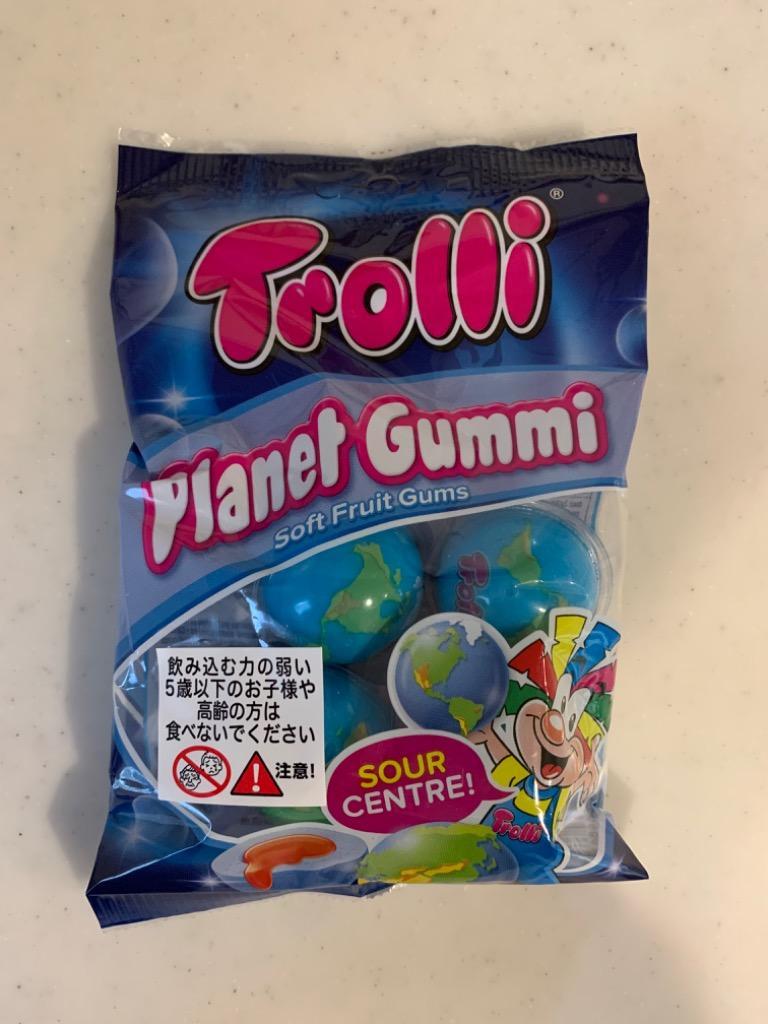 Trolli®
Planet Gummi
Soft Fruit Gums
Trolli
飲み込む力の弱い
5歳以下のお子様や
高齢の方は
食べないでください
注意!
SOUR
CENTRE!
Trolli